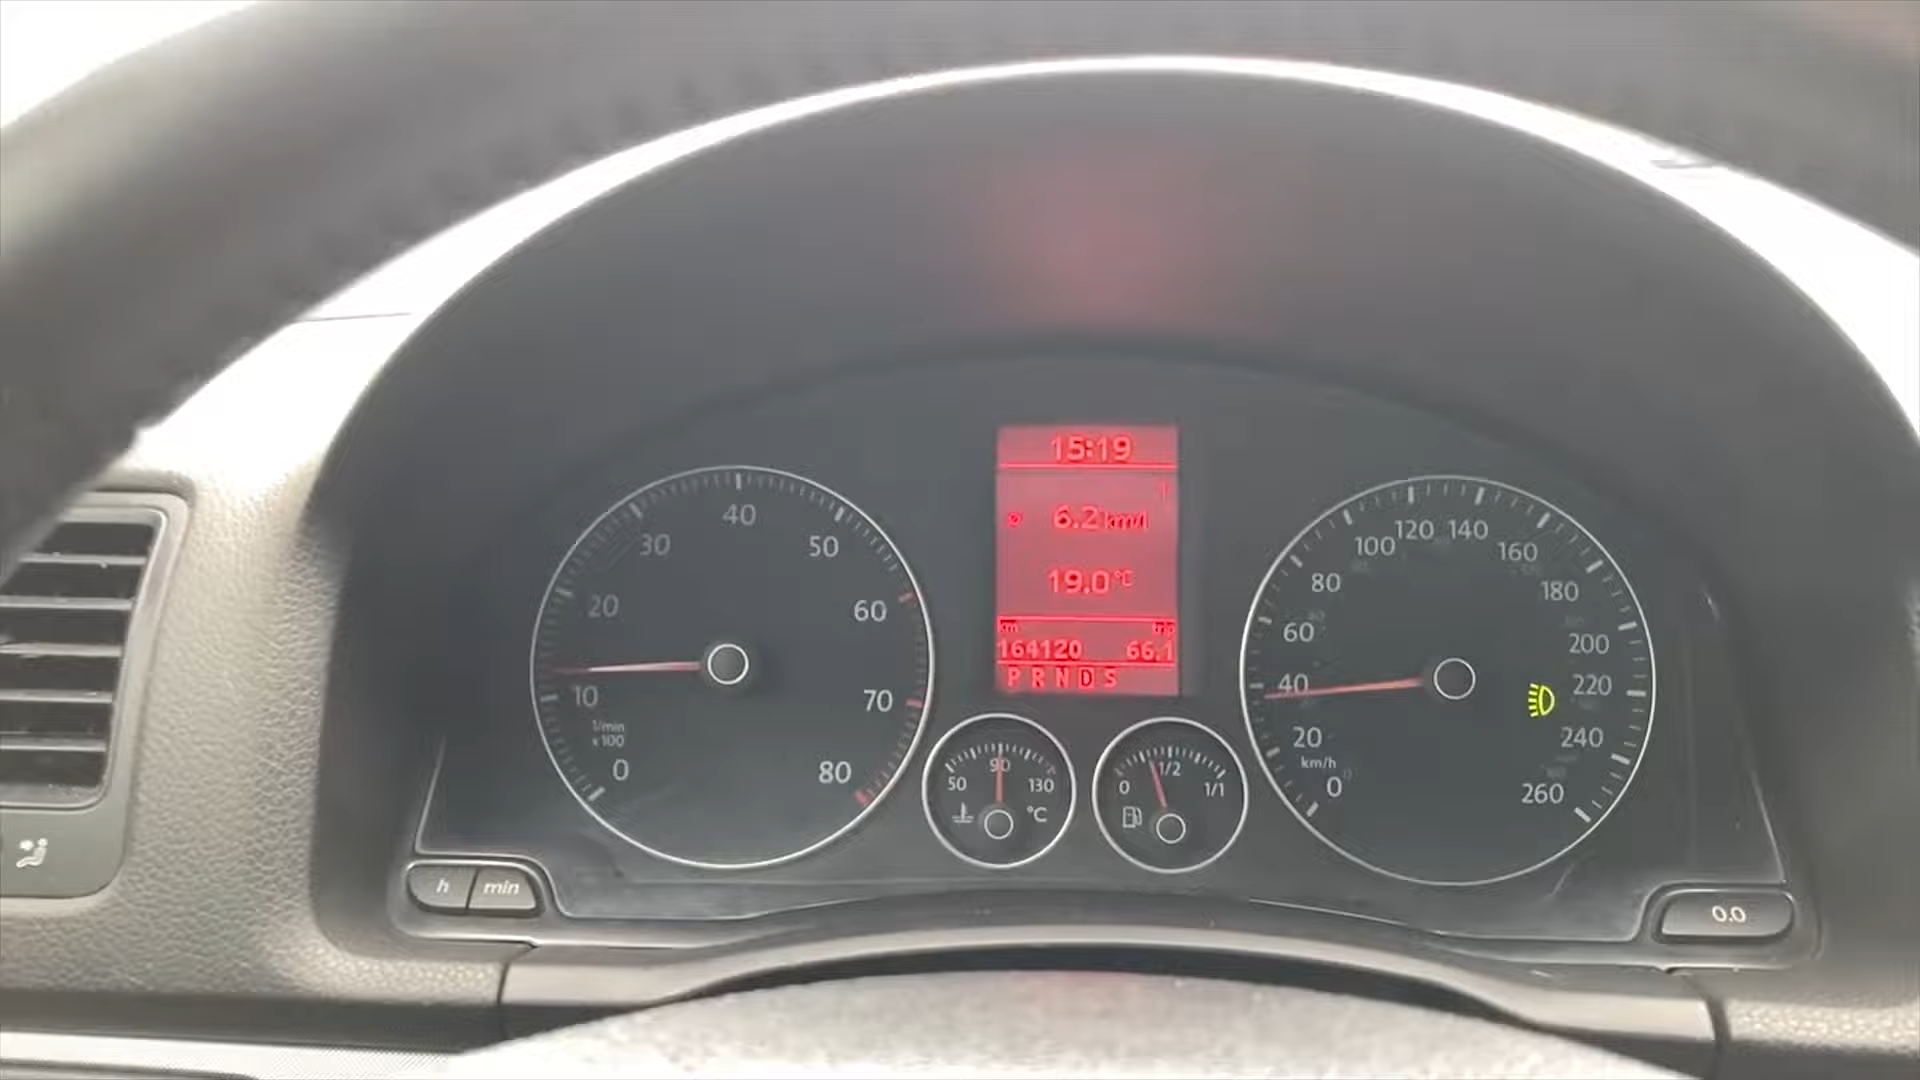 15:19
1
ø 6.2 km/l
19.0 °C
km trip
164120 66.1
P R N D S
0 10 20 30 40 50 60 70 80
1/min
x 100
50 90 130
°C
0 1/2 1/1
0 20 40 60 80 100 120 140 160 180 200 220 240 260
km/h
h min
0.0